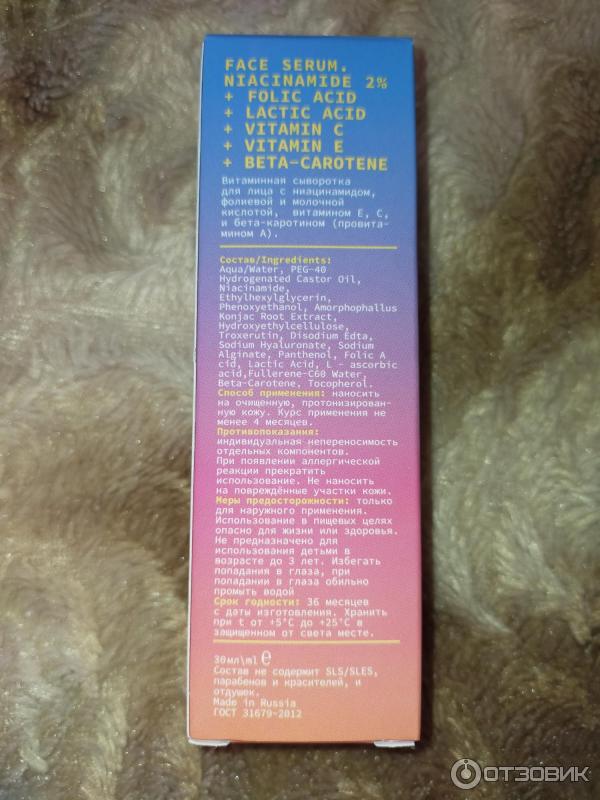 FACE SERUM.
NIACINAMIDE 2%
+ FOLIC ACID
+ LACTIC ACID
+ VITAMIN C
+ VITAMIN E
+ BETA-CAROTENE
Витаминная сыворотка
для лица с ниацинамидом,
фолиевой и молочной
кислотой, витамином Е, С,
и бета-каротином (провита-
мином А).
Состав/Ingredients:
Aqua/Water, PEG-40
Hydrogenated Castor Oil,
Niacinamide,
Ethylhexylglycerin,
Phenoxyethanol, Amorphophallus
Konjac Root Extract,
Hydroxyethylcellulose,
Troxerutin, Disodium Edta,
Sodium Hyaluronate, Sodium
Alginate, Panthenol, Folic A
cid, Lactic Acid, L - ascorbic
acid,Fullerene-C60 Water,
Beta-Carotene, Tocopherol.
Способ применения: наносить
на очищенную, протонизирован-
ную кожу. Курс применения не
менее 4 месяцев.
Противопоказания:
индивидуальная непереносимость
отдельных компонентов.
При появлении аллергической
реакции прекратить
использование. Не наносить
на повреждённые участки кожи.
Меры предосторожности: только
для наружного применения.
Использование в пищевых целях
опасно для жизни или здоровья.
Не предназначено для
использования детьми в
возрасте до 3 лет. Избегать
попадания в глаза, при
попадании в глаза обильно
промыть водой
Срок годности: 36 месяцев
с даты изготовления. Хранить
при t от +5°C до +25°C в
защищенном от света месте.
30мл\ml e
Состав не содержит SLS/SLES,
парабенов и красителей, и
отдушек.
Made in Russia
ГОСТ 31679-2012
ОТЗОВИК